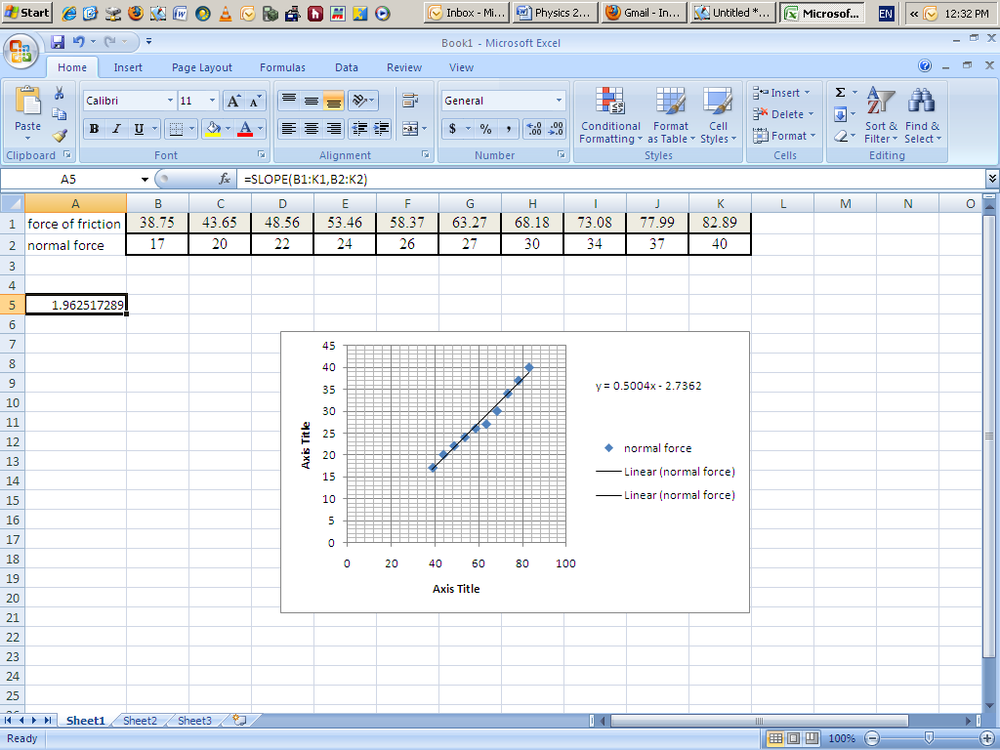 Start Inbox - Mi... Physics 2... Gmail - In... Untitled *... Microsof... EN « 12:32 PM
Book1 - Microsoft Excel
Home Insert Page Layout Formulas Data Review View
Calibri 11 General Insert Σ
Paste B I U A $ % , Conditional Formatting Format as Table Cell Styles Delete Sort & Filter Find & Select
Format
Clipboard Font Alignment Number Styles Cells Editing
A5 fx =SLOPE(B1:K1,B2:K2)
A B C D E F G H I J K L M N O
1 force of friction 38.75 43.65 48.56 53.46 58.37 63.27 68.18 73.08 77.99 82.89
2 normal force 17 20 22 24 26 27 30 34 37 40
3
4
5 1.962517289
6
7
8
9
10
11
12
13
14
15
16
17
18
19
20
21
22
23
24
25
45
40
35
30
25
20
15
10
5
0
0 20 40 60 80 100
Axis Title
Axis Title
y = 0.5004x - 2.7362
normal force
Linear (normal force)
Linear (normal force)
Sheet1 Sheet2 Sheet3
Ready 100%